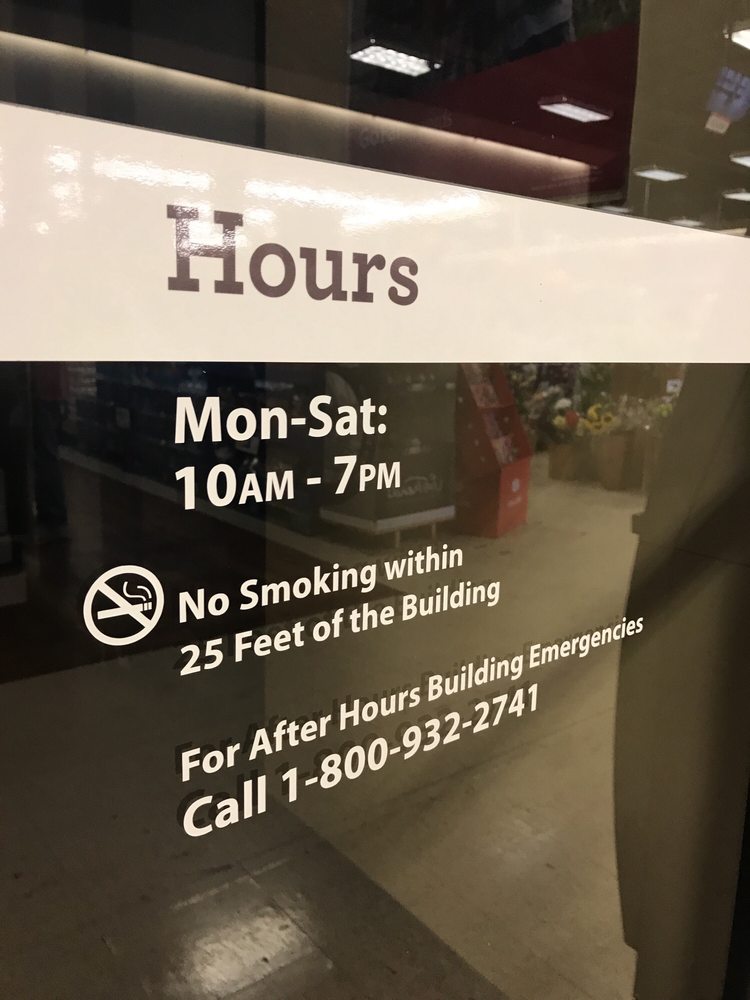 Hours
Mon-Sat:
10AM - 7PM
No Smoking within
25 Feet of the Building
For After Hours Building Emergencies
Call 1-800-932-2741